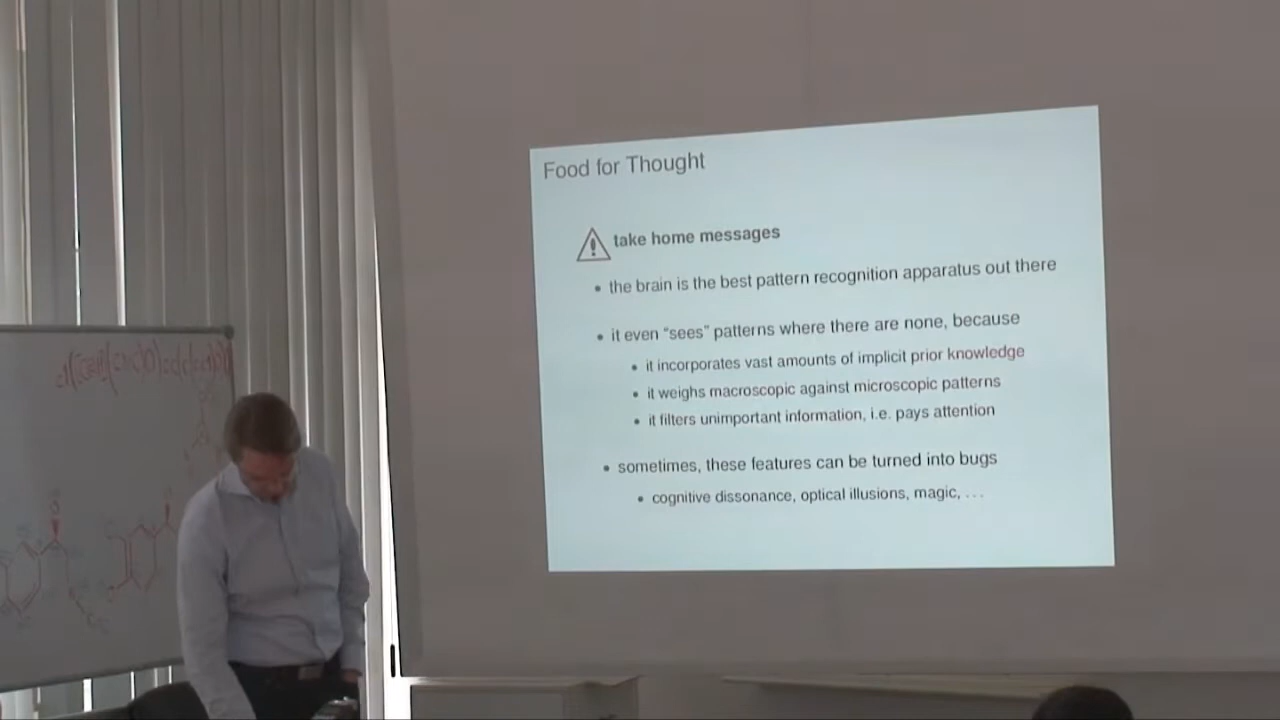 Food for Thought
take home messages
• the brain is the best pattern recognition apparatus out there
• it even “sees” patterns where there are none, because
• it incorporates vast amounts of implicit prior knowledge
• it weighs macroscopic against microscopic patterns
• it filters unimportant information, i.e. pays attention
• sometimes, these features can be turned into bugs
• cognitive dissonance, optical illusions, magic, . . .